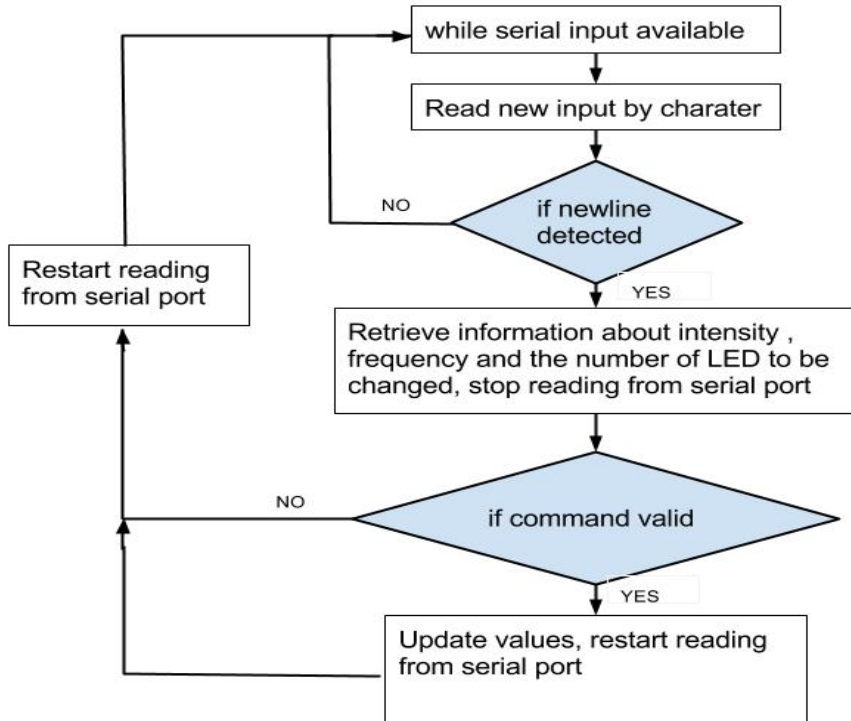 while serial input available
Read new input by charater
if newline
detected
NO
YES
Restart reading
from serial port
Retrieve information about intensity ,
frequency and the number of LED to be
changed, stop reading from serial port
if command valid
NO
YES
Update values, restart reading
from serial port